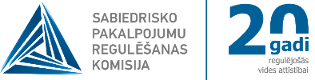 SABIEDRISKO
PAKALPOJUMU
REGULĒŠANAS
KOMISIJA
20
gadi
regulējošās
vides attīstībai